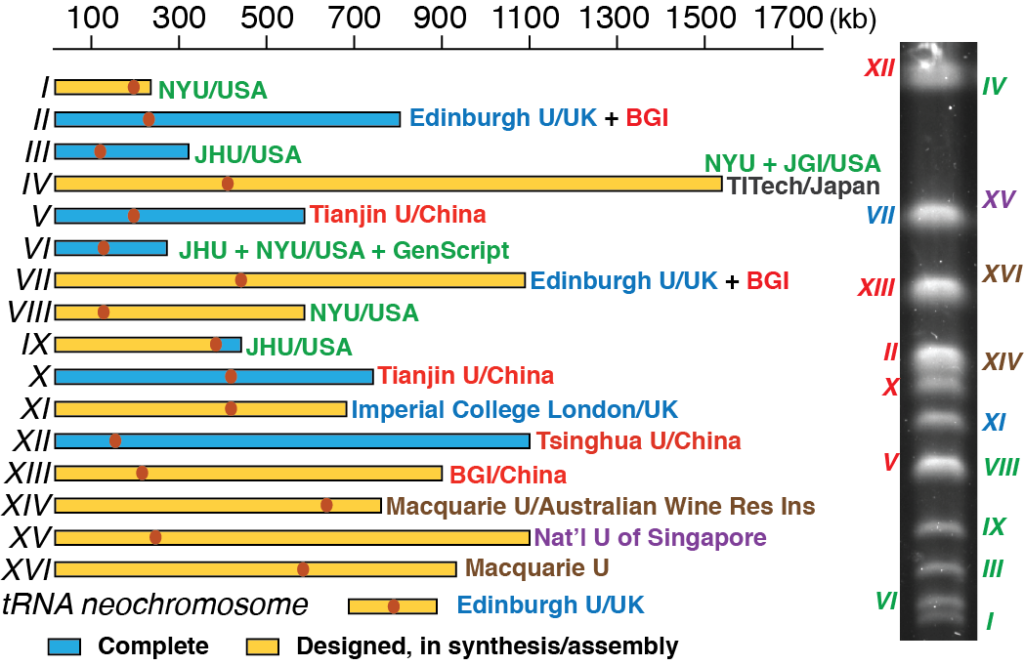 100 300 500 700 900 1100 1300 1500 1700 (kb)
I NYU/USA
II Edinburgh U/UK + BGI
III JHU/USA
NYU + JGI/USA
IV TITech/Japan
V Tianjin U/China
VI JHU + NYU/USA + GenScript
VII Edinburgh U/UK + BGI
VIII NYU/USA
IX JHU/USA
X Tianjin U/China
XI Imperial College London/UK
XII Tsinghua U/China
XIII BGI/China
XIV Macquarie U/Australian Wine Res Ins
XV Nat'l U of Singapore
XVI Macquarie U
tRNA neochromosome Edinburgh U/UK
Complete Designed, in synthesis/assembly
XII
IV
XV
VII
XVI
XIII
II
XIV
X
XI
V
VIII
IX
III
VI
I